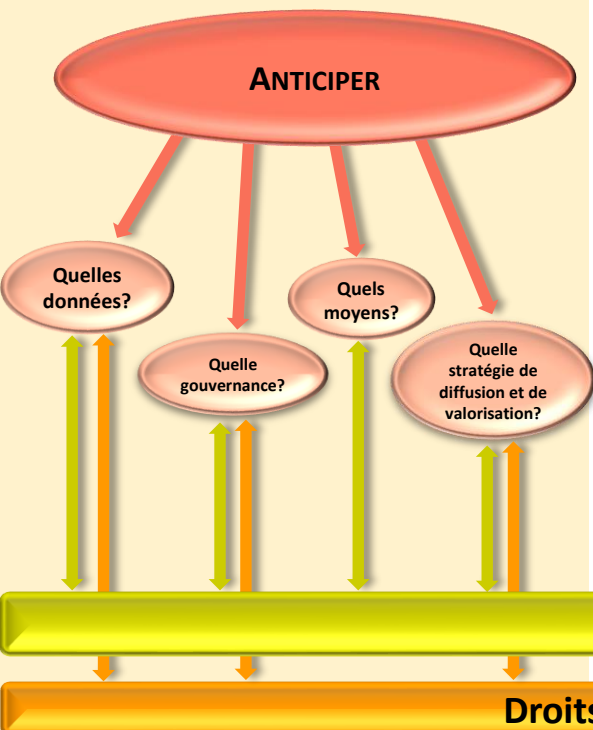 ANTICIPER
Quelles
données?
Quels
moyens?
Quelle
gouvernance?
Quelle
stratégie de
diffusion et de
valorisation?
Droits